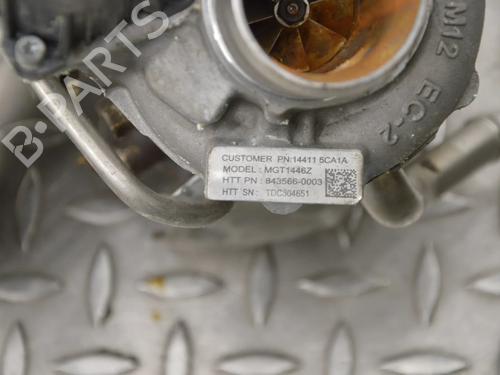 B-PARTS
M12 EC-2
CUSTOMER PN:14411 5CA1A
MODEL : MGT1446Z
HTT PN : 843566-0003
HTT SN : TDC304651